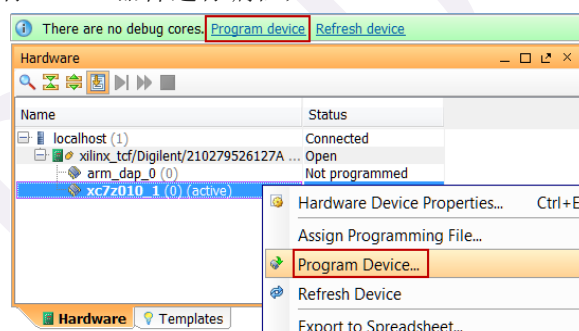 There are no debug cores. Program device Refresh device
Hardware
Name Status
localhost (1) Connected
xilinx_tcf/Digilent/210279526127A ... Open
arm_dap_0 (0) Not programmed
xc7z010_1 (0) (active)
Hardware Device Properties... Ctrl+E
Assign Programming File...
Program Device...
Refresh Device
Export to Spreadsheet...
Hardware Templates